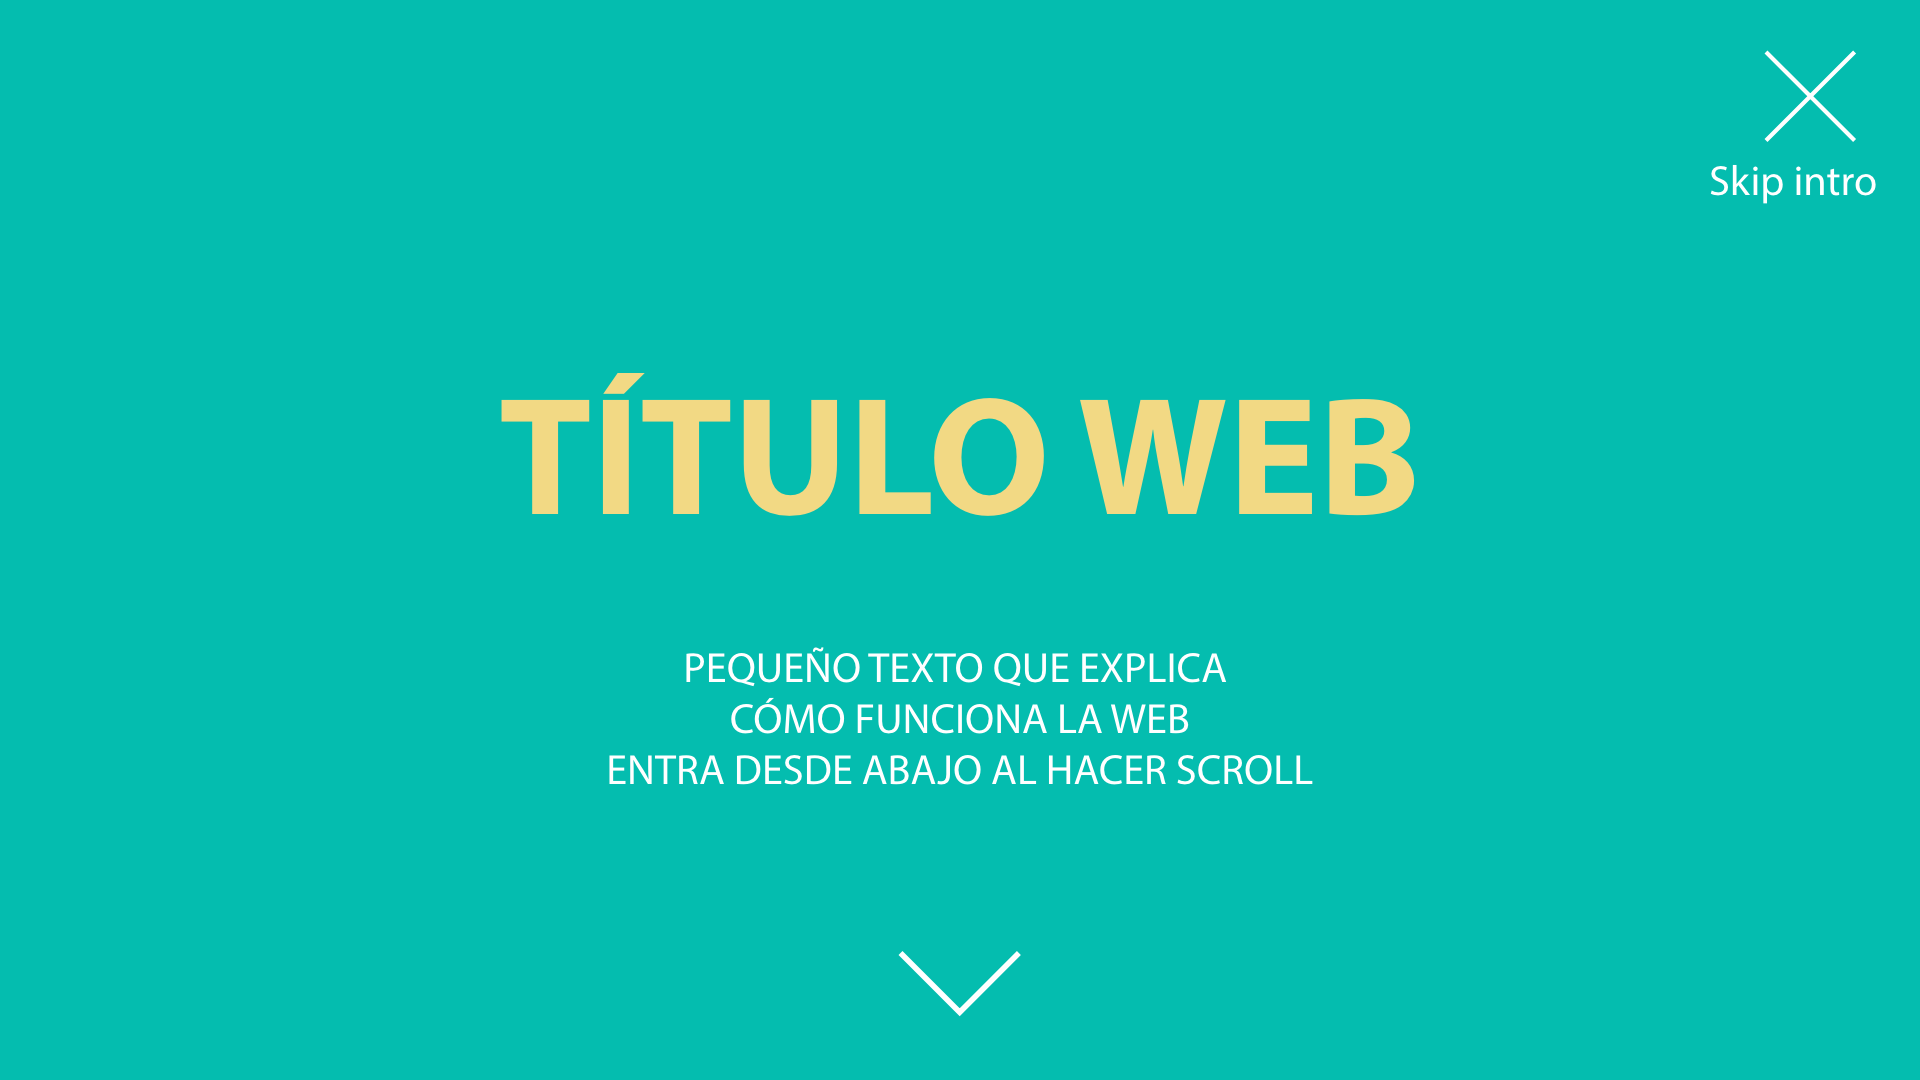 Skip intro
TÍTULO WEB
PEQUEÑO TEXTO QUE EXPLICA
CÓMO FUNCIONA LA WEB
ENTRA DESDE ABAJO AL HACER SCROLL